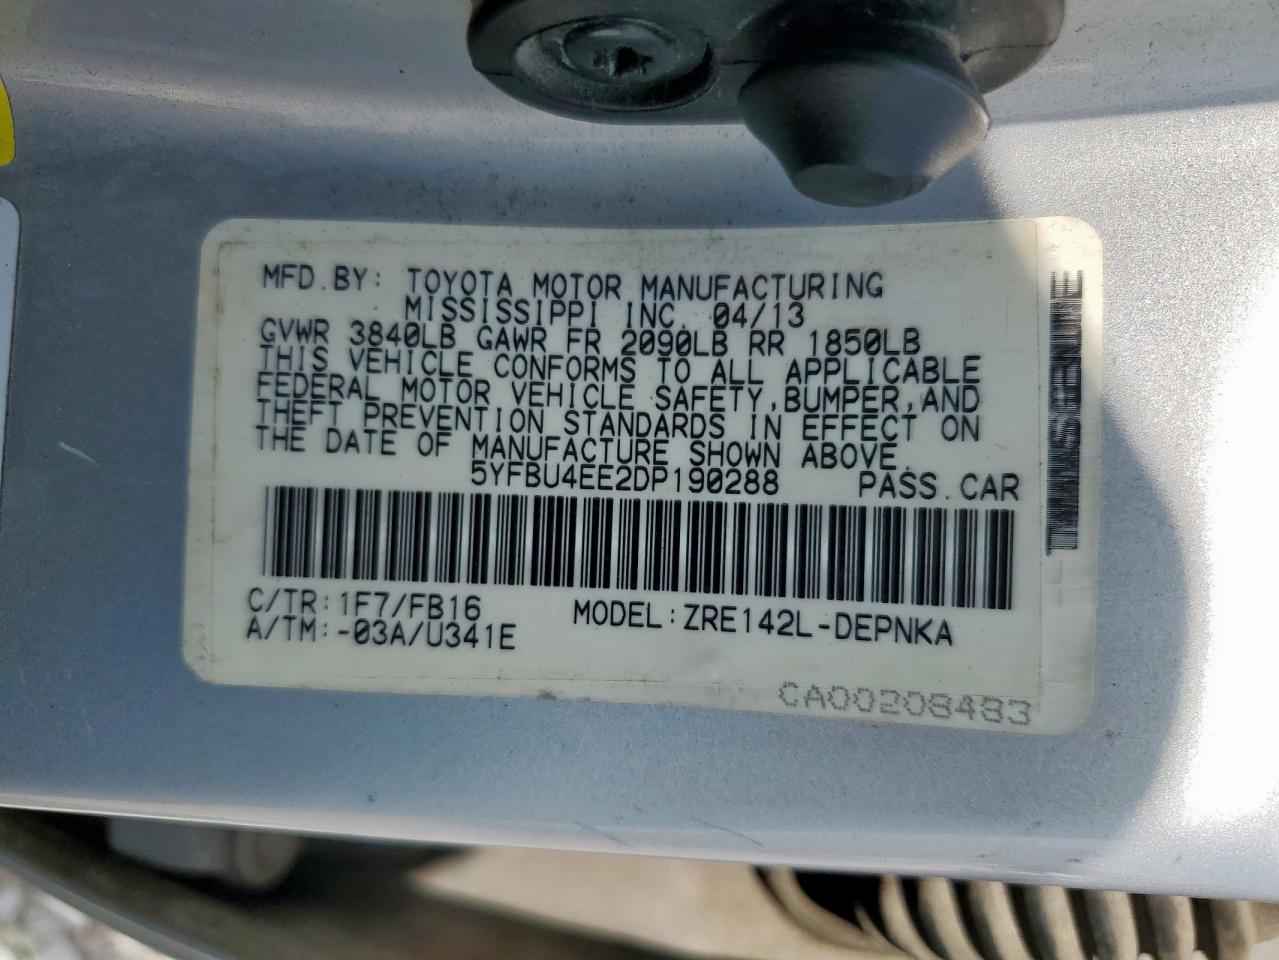 MFD. BY: TOYOTA MOTOR MANUFACTURING
MISSISSIPPI INC. 04/13
GVWR 3840LB GAWR FR 2090LB RR 1850LB
THIS VEHICLE CONFORMS TO ALL APPLICABLE
FEDERAL MOTOR VEHICLE SAFETY, BUMPER, AND
THEFT PREVENTION STANDARDS IN EFFECT ON
THE DATE OF MANUFACTURE SHOWN ABOVE.
5YFBU4EE2DP190288 PASS. CAR
C/TR: 1F7/FB16 MODEL: ZRE142L-DEPNKA
A/TM: -03A/U341E
CA00208483